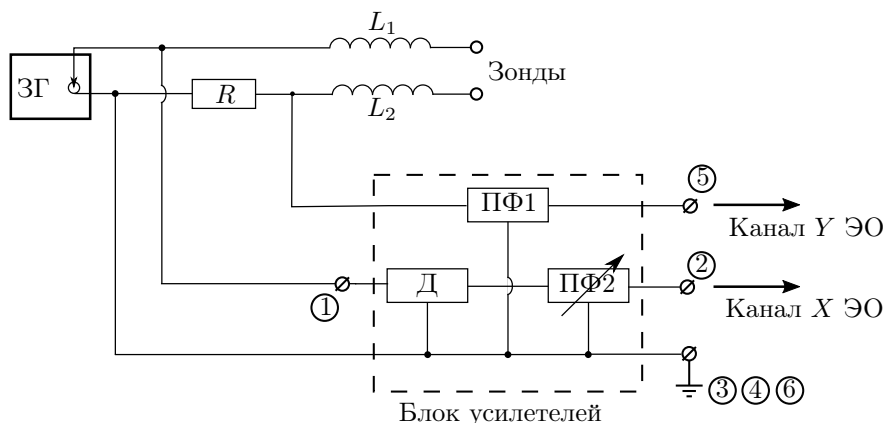 L₁
ЗГ
Зонды
R
L₂
ПФ1
5
Канал Y ЭО
1
Д
ПФ2
2
Канал X ЭО
3 4 6
Блок усилетелей